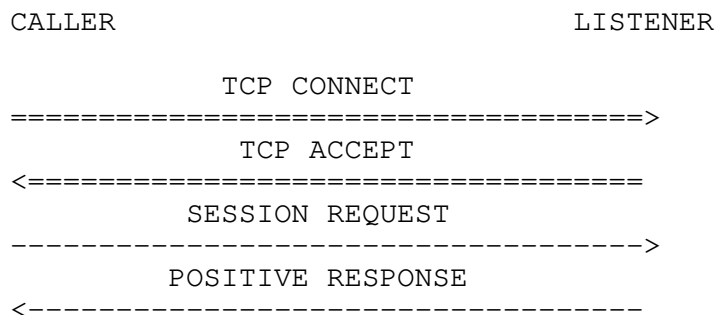 CALLER LISTENER
TCP CONNECT
====================================>
TCP ACCEPT
<===================================
SESSION REQUEST
------------------------------------>
POSITIVE RESPONSE
<-----------------------------------